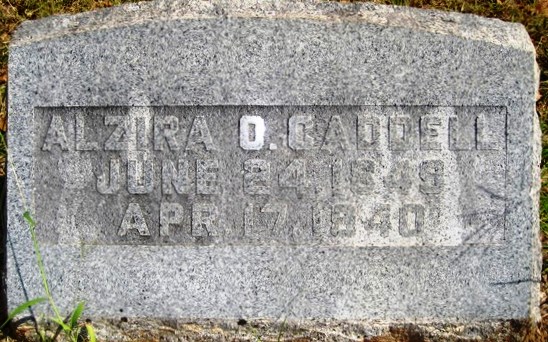 ALZIRA O. CADDELL
JUNE 24, 1849
APR. 17, 1940